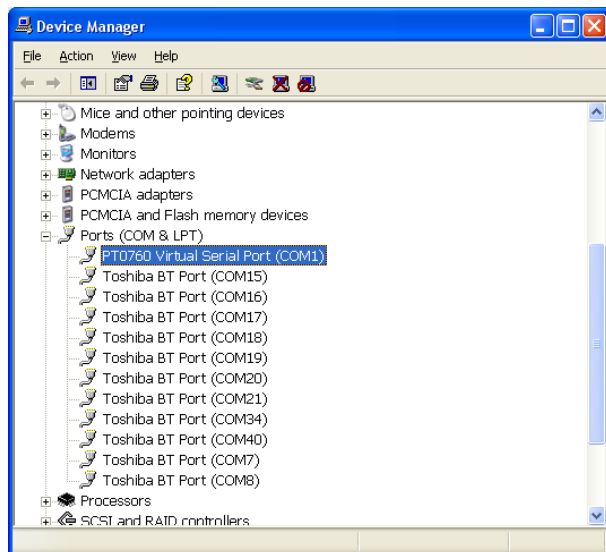 Device Manager
File Action View Help
Mice and other pointing devices
Modems
Monitors
Network adapters
PCMCIA adapters
PCMCIA and Flash memory devices
Ports (COM & LPT)
PT0760 Virtual Serial Port (COM1)
Toshiba BT Port (COM15)
Toshiba BT Port (COM16)
Toshiba BT Port (COM17)
Toshiba BT Port (COM18)
Toshiba BT Port (COM19)
Toshiba BT Port (COM20)
Toshiba BT Port (COM21)
Toshiba BT Port (COM34)
Toshiba BT Port (COM40)
Toshiba BT Port (COM7)
Toshiba BT Port (COM8)
Processors
SCSI and RAID controllers